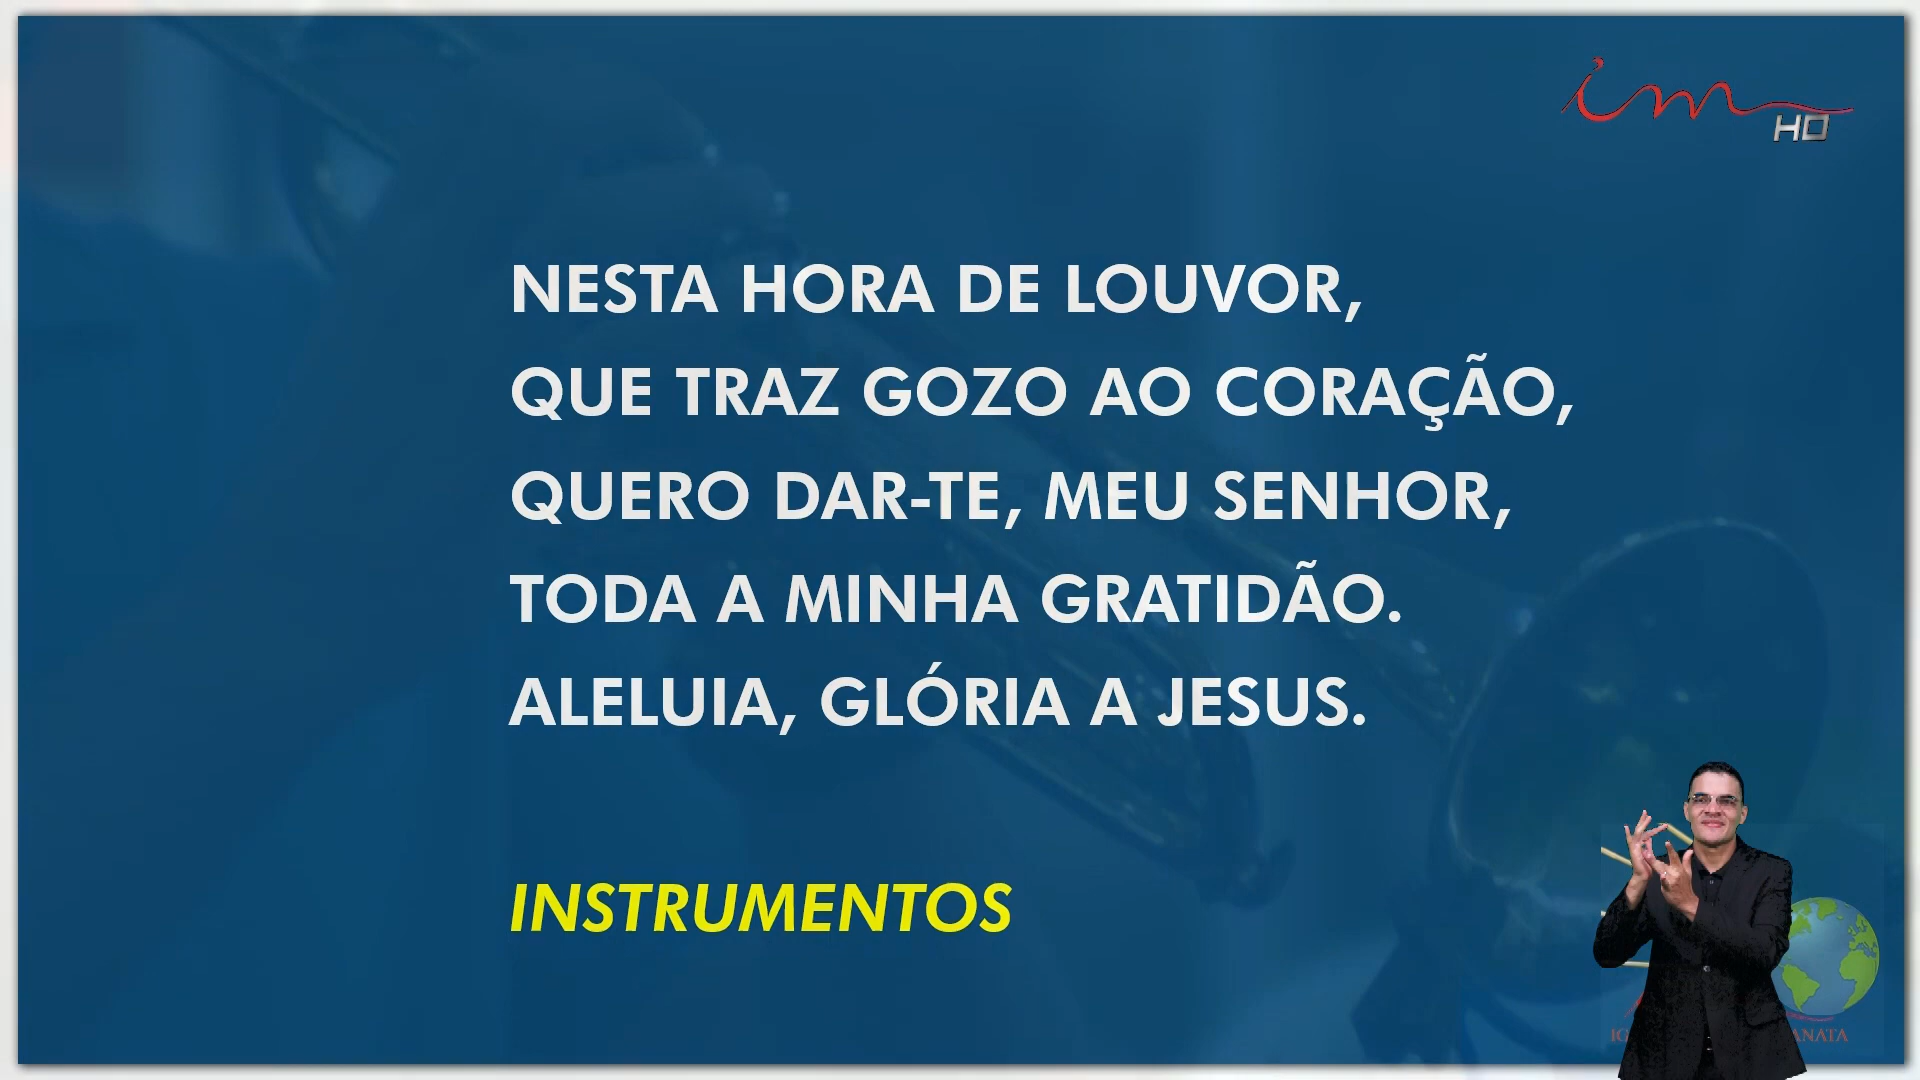 im
HD
NESTA HORA DE LOUVOR,
QUE TRAZ GOZO AO CORAÇÃO,
QUERO DAR-TE, MEU SENHOR,
TODA A MINHA GRATIDÃO.
ALELUIA, GLÓRIA A JESUS.
INSTRUMENTOS